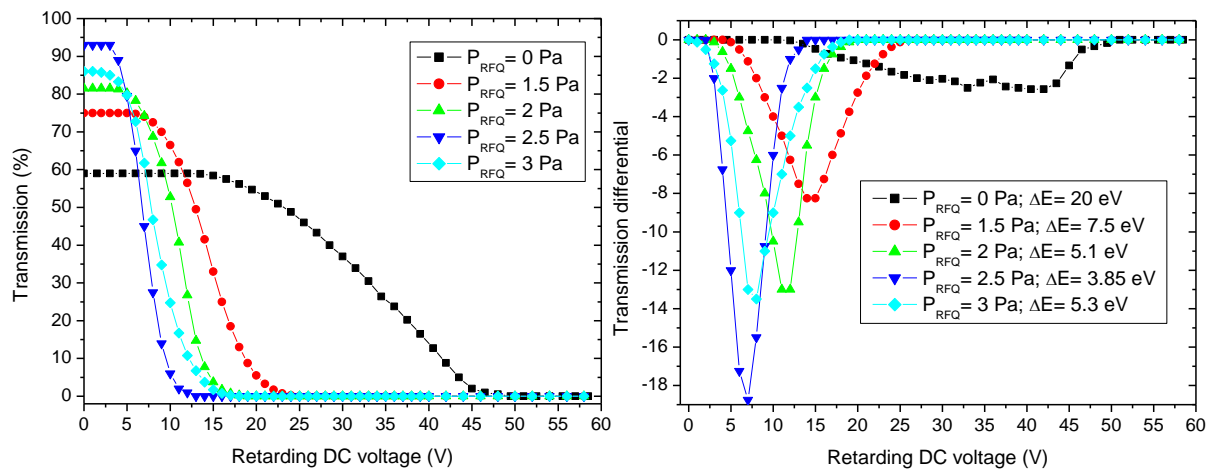 100
90
80
70
60
50
40
30
20
10
0
Transmission (%)
0 5 10 15 20 25 30 35 40 45 50 55 60
Retarding DC voltage (V)
P_RFQ= 0 Pa
P_RFQ= 1.5 Pa
P_RFQ= 2 Pa
P_RFQ= 2.5 Pa
P_RFQ= 3 Pa
0
-2
-4
-6
-8
-10
-12
-14
-16
-18
Transmission differential
0 5 10 15 20 25 30 35 40 45 50 55 60
Retarding DC voltage (V)
P_RFQ= 0 Pa; ΔE= 20 eV
P_RFQ= 1.5 Pa; ΔE= 7.5 eV
P_RFQ= 2 Pa; ΔE= 5.1 eV
P_RFQ= 2.5 Pa; ΔE= 3.85 eV
P_RFQ= 3 Pa; ΔE= 5.3 eV